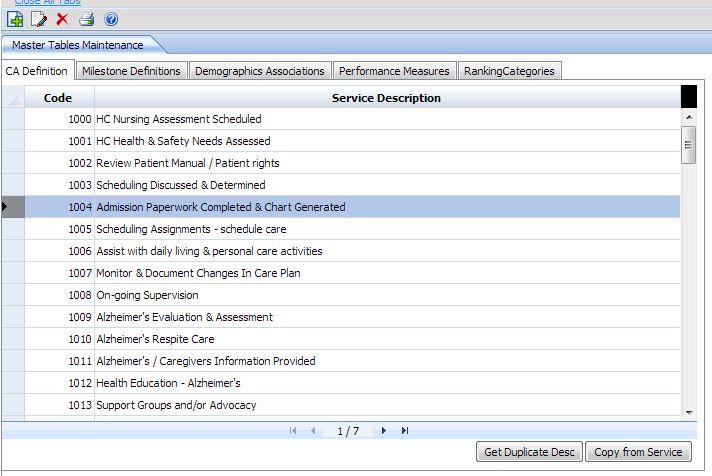 Close All Tabs
Master Tables Maintenance
CA Definition Milestone Definitions Demographics Associations Performance Measures RankingCategories
Code Service Description
1000 HC Nursing Assessment Scheduled
1001 HC Health & Safety Needs Assessed
1002 Review Patient Manual / Patient rights
1003 Scheduling Discussed & Determined
1004 Admission Paperwork Completed & Chart Generated
1005 Scheduling Assignments - schedule care
1006 Assist with daily living & personal care activities
1007 Monitor & Document Changes In Care Plan
1008 On-going Supervision
1009 Alzheimer's Evaluation & Assessment
1010 Alzheimer's Respite Care
1011 Alzheimer's / Caregivers Information Provided
1012 Health Education - Alzheimer's
1013 Support Groups and/or Advocacy
1 / 7
Get Duplicate Desc Copy from Service